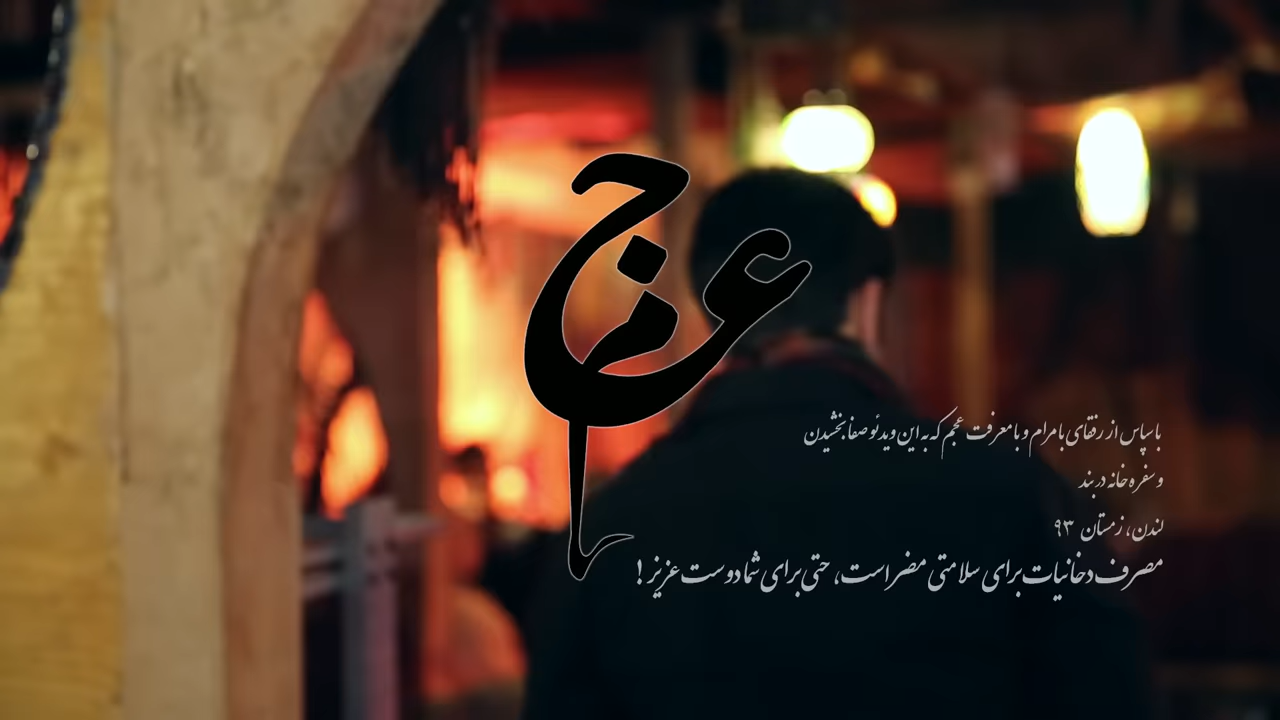 عجم
با سپاس از رفقای با مرام و با معرفت عجم که به این ویدئو صفا بخشیدن
و سفره خانه دربند
لندن، زمستان ۹۳
مصرف دخانیات برای سلامتی مضر است، حتی برای شما دوست عزیز !